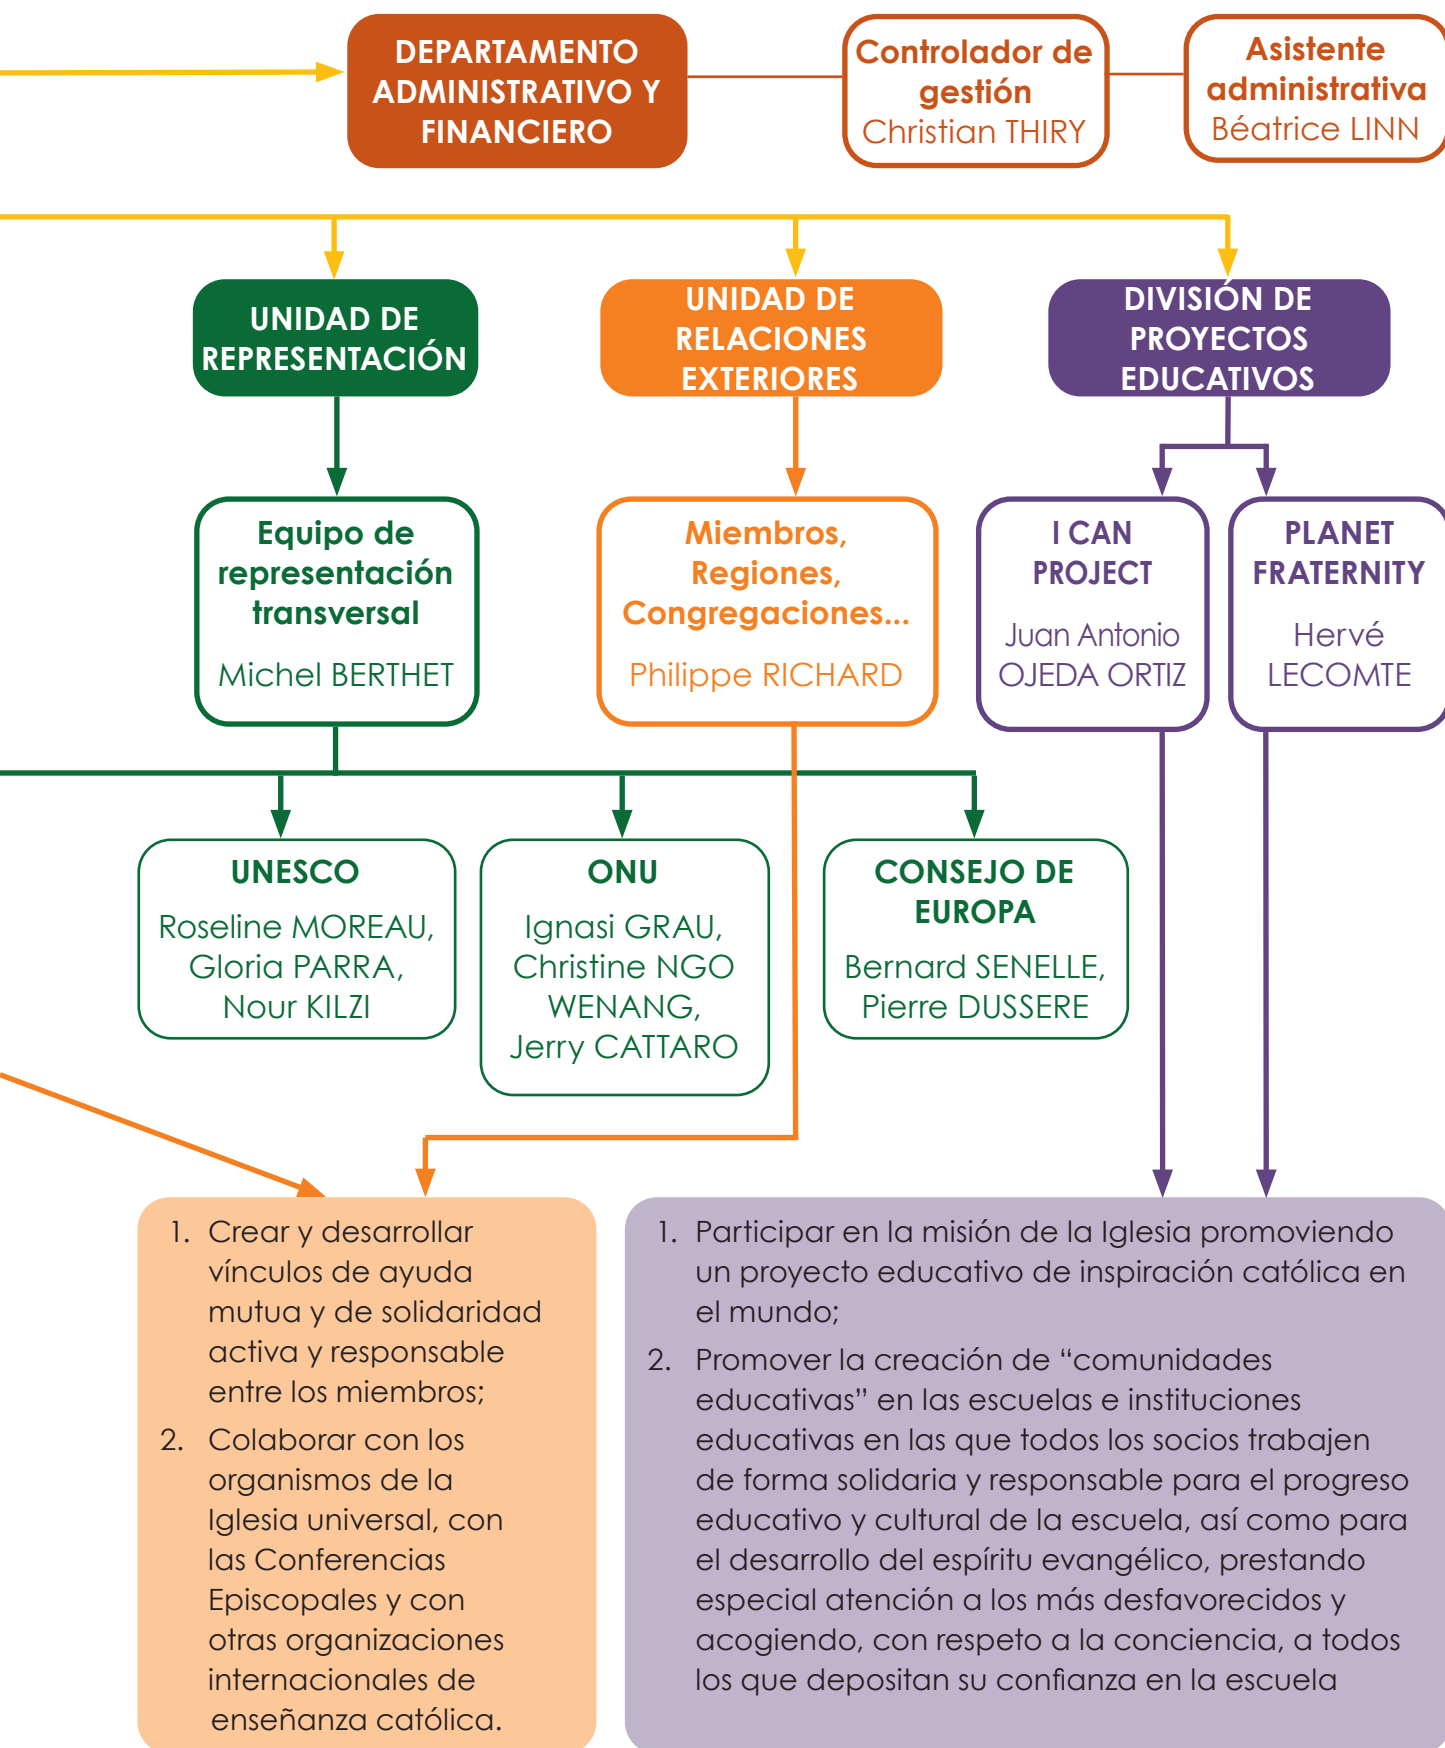 DEPARTAMENTO
ADMINISTRATIVO Y
FINANCIERO
Controlador de
gestión
Christian THIRY
Asistente
administrativa
Béatrice LINN
UNIDAD DE
REPRESENTACIÓN
UNIDAD DE
RELACIONES
EXTERIORES
DIVISIÓN DE
PROYECTOS
EDUCATIVOS
Equipo de
representación
transversal
Michel BERTHET
Miembros,
Regiones,
Congregaciones...
Philippe RICHARD
I CAN
PROJECT
Juan Antonio
OJEDA ORTIZ
PLANET
FRATERNITY
Hervé
LECOMTE
UNESCO
Roseline MOREAU,
Gloria PARRA,
Nour KILZI
ONU
Ignasi GRAU,
Christine NGO
WENANG,
Jerry CATTARO
CONSEJO DE
EUROPA
Bernard SENELLE,
Pierre DUSSERE
1. Crear y desarrollar
vínculos de ayuda
mutua y de solidaridad
activa y responsable
entre los miembros;
2. Colaborar con los
organismos de la
Iglesia universal, con
las Conferencias
Episcopales y con
otras organizaciones
internacionales de
enseñanza católica.
1. Participar en la misión de la Iglesia promoviendo
un proyecto educativo de inspiración católica en
el mundo;
2. Promover la creación de “comunidades
educativas” en las escuelas e instituciones
educativas en las que todos los socios trabajen
de forma solidaria y responsable para el progreso
educativo y cultural de la escuela, así como para
el desarrollo del espíritu evangélico, prestando
especial atención a los más desfavorecidos y
acogiendo, con respeto a la conciencia, a todos
los que depositan su confianza en la escuela